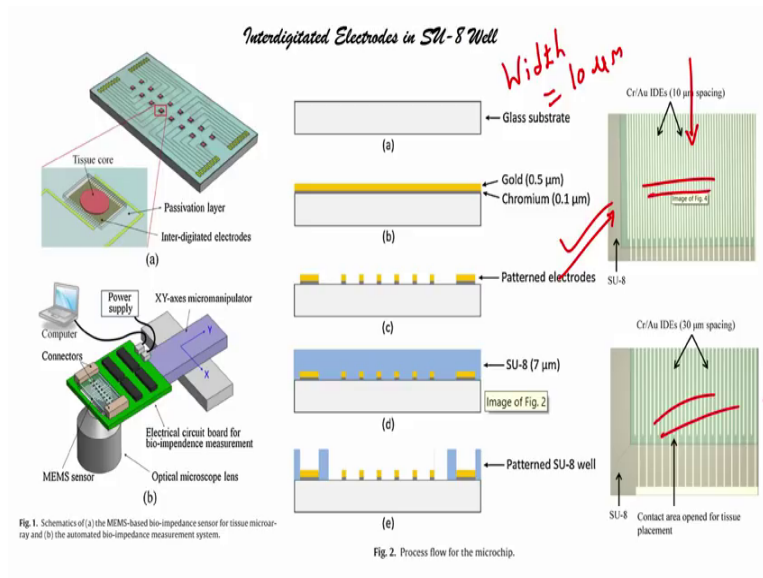 Interdigitated Electrodes in SU-8 Well
Width
= 10 µm
Tissue core
Passivation layer
Inter-digitated electrodes
(a)
Power
supply
XY-axes micromanipulator
Computer
Connectors
Y
X
Electrical circuit board for
bio-impendence measurement
MEMS sensor
Optical microscope lens
(b)
Fig. 1. Schematics of (a) the MEMS-based bio-impedance sensor for tissue microar-
ray and (b) the automated bio-impedance measurement system.
Glass substrate
(a)
Gold (0.5 µm)
Chromium (0.1 µm)
(b)
Patterned electrodes
(c)
SU-8 (7 µm)
(d)
Image of Fig. 2
Patterned SU-8 well
(e)
Fig. 2. Process flow for the microchip.
Cr/Au IDEs (10 µm spacing)
Image of Fig. 4
SU-8
Cr/Au IDEs (30 µm spacing)
SU-8
Contact area opened for tissue
placement